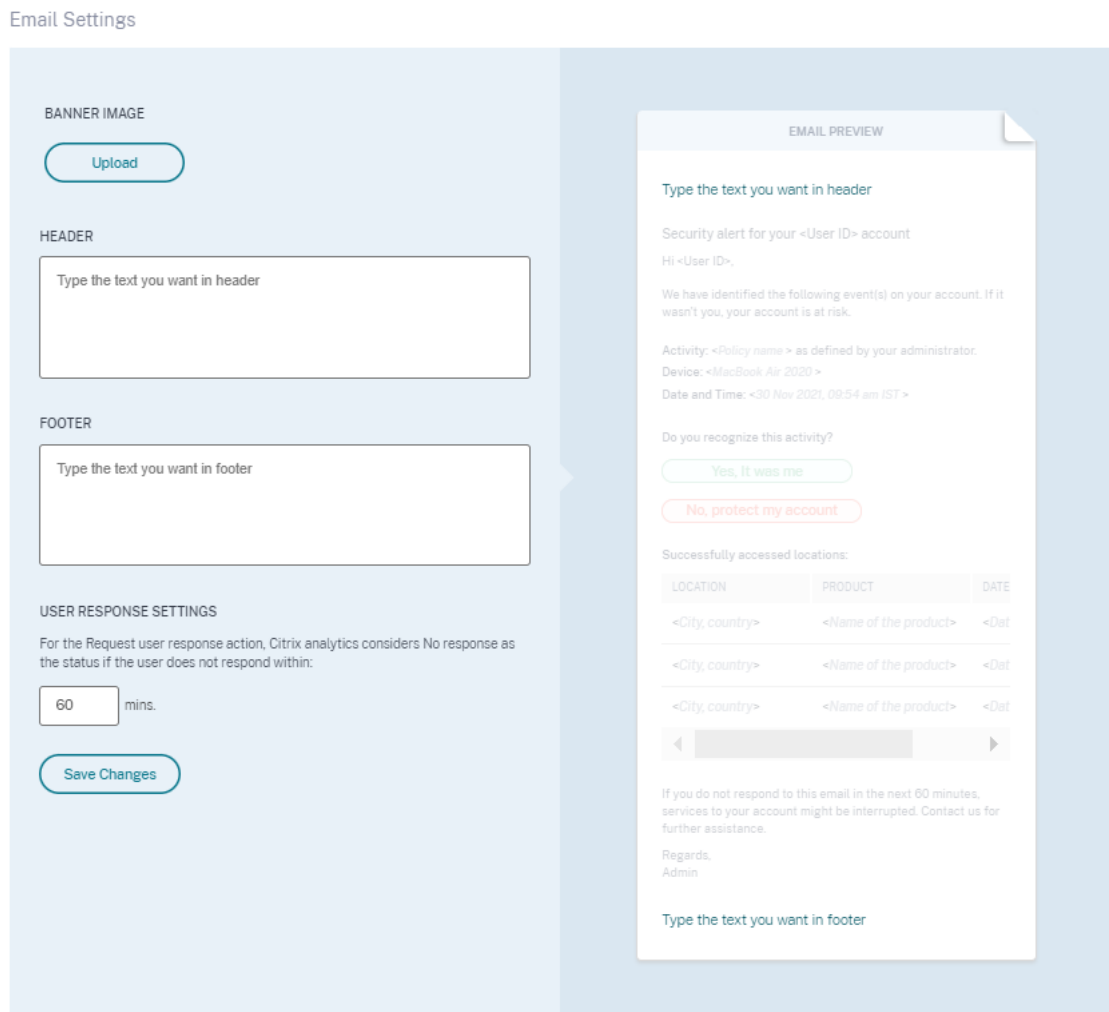 Email Settings
BANNER IMAGE
Upload
HEADER
Type the text you want in header
FOOTER
Type the text you want in footer
USER RESPONSE SETTINGS
For the Request user response action, Citrix analytics considers No response as
the status if the user does not respond within:
60 mins.
Save Changes
EMAIL PREVIEW
Type the text you want in header
Security alert for your <User ID> account
Hi <User ID>,
We have identified the following event(s) on your account. If it
wasn't you, your account is at risk.
Activity: <Policy name > as defined by your administrator.
Device: <MacBook Air 2020 >
Date and Time: <30 Nov 2021, 09:54 am IST >
Do you recognize this activity?
Yes, It was me
No, protect my account
Successfully accessed locations:
LOCATION PRODUCT DATE
<City, country> <Name of the product> <Dat
<City, country> <Name of the product> <Dat
<City, country> <Name of the product> <Dat
If you do not respond to this email in the next 60 minutes,
services to your account might be interrupted. Contact us for
further assistance.
Regards,
Admin
Type the text you want in footer